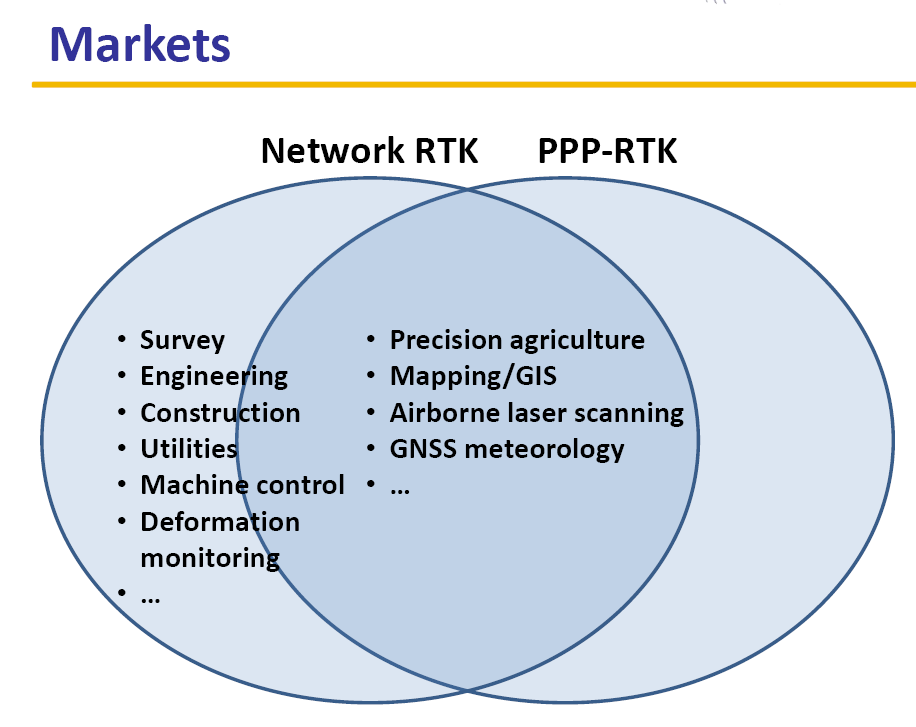 Markets
Network RTK
PPP-RTK
• Survey
• Engineering
• Construction
• Utilities
• Machine control
• Deformation
monitoring
• ...
• Precision agriculture
• Mapping/GIS
• Airborne laser scanning
• GNSS meteorology
• ...